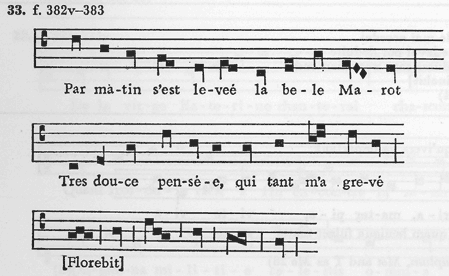 33. f. 382v–383
Par mà-tin s'est le-veé la be-le Ma-rot
Tres dou-ce pen-sé-e, qui tant m'a gre-vé
[Florebit]